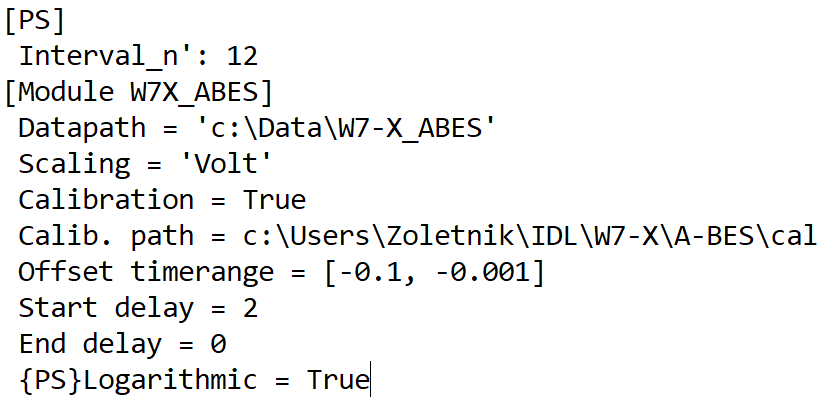 [PS]
Interval_n': 12
[Module W7X_ABES]
Datapath = 'c:\Data\W7-X_ABES'
Scaling = 'Volt'
Calibration = True
Calib. path = c:\Users\Zoletnik\IDL\W7-X\A-BES\cal
Offset timerange = [-0.1, -0.001]
Start delay = 2
End delay = 0
{PS}Logarithmic = True